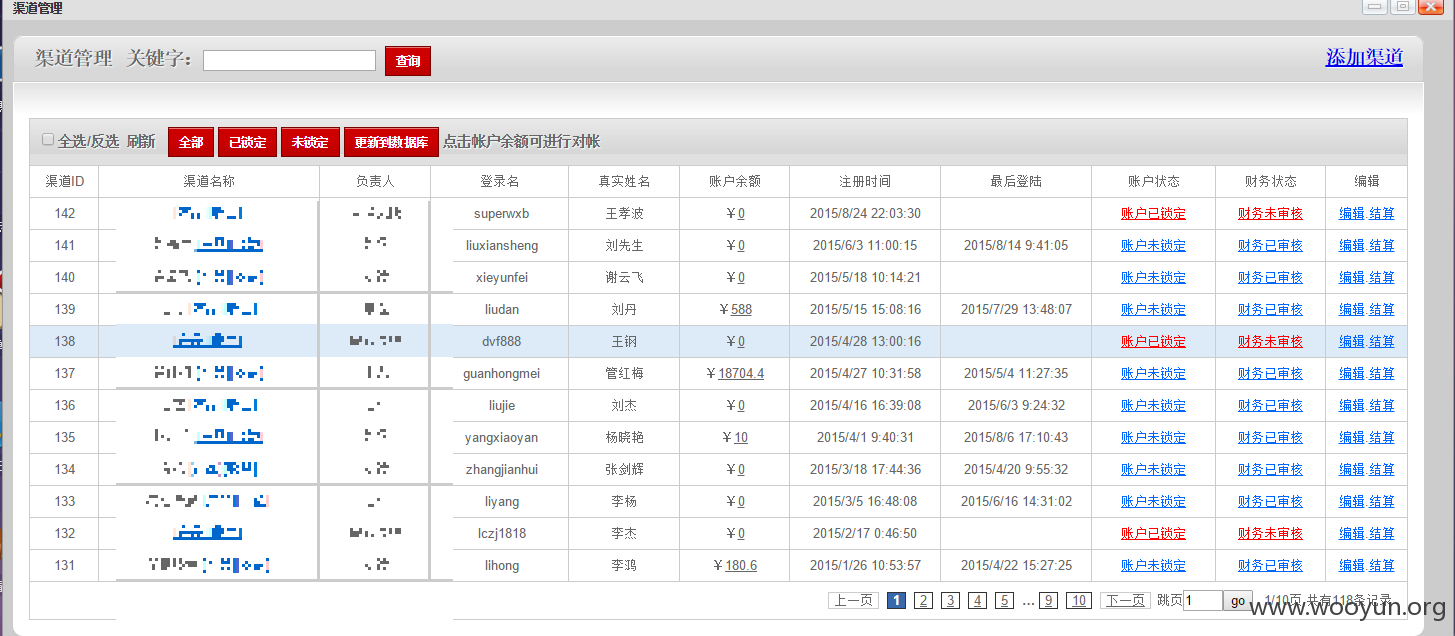 渠道管理
渠道管理 关键字: 查询 添加渠道
全选/反选 刷新 全部 已锁定 未锁定 更新到数据库 点击帐户余额可进行对帐
渠道ID 渠道名称 负责人 登录名 真实姓名 账户余额 注册时间 最后登陆 账户状态 财务状态 编辑
142 superwxb 王孝波 ￥0 2015/8/24 22:03:30 账户已锁定 财务未审核 编辑.结算
141 liuxiansheng 刘先生 ￥0 2015/6/3 11:00:15 2015/8/14 9:41:05 账户未锁定 财务已审核 编辑.结算
140 xieyunfei 谢云飞 ￥0 2015/5/18 10:14:21 账户未锁定 财务已审核 编辑.结算
139 liudan 刘丹 ￥588 2015/5/15 15:08:16 2015/7/29 13:48:07 账户未锁定 财务已审核 编辑.结算
138 dvf888 王钢 ￥0 2015/4/28 13:00:16 账户已锁定 财务未审核 编辑.结算
137 guanhongmei 管红梅 ￥18704.4 2015/4/27 10:31:58 2015/5/4 11:27:35 账户未锁定 财务已审核 编辑.结算
136 liujie 刘杰 ￥0 2015/4/16 16:39:08 2015/6/3 9:24:32 账户未锁定 财务已审核 编辑.结算
135 yangxiaoyan 杨晓艳 ￥10 2015/4/1 9:40:31 2015/8/6 17:10:43 账户未锁定 财务已审核 编辑.结算
134 zhangjianhui 张剑辉 ￥0 2015/3/18 17:44:36 2015/4/20 9:55:32 账户未锁定 财务已审核 编辑.结算
133 liyang 李杨 ￥0 2015/3/5 16:48:08 2015/6/16 14:31:02 账户未锁定 财务已审核 编辑.结算
132 lczj1818 李杰 ￥0 2015/2/17 0:46:50 账户已锁定 财务未审核 编辑.结算
131 lihong 李鸿 ￥180.6 2015/1/26 10:53:57 2015/4/22 15:27:25 账户未锁定 财务已审核 编辑.结算
上一页 1 2 3 4 5 ... 9 10 下一页 跳页 1 go 1/10页 共有118条记录
www.wooyun.org